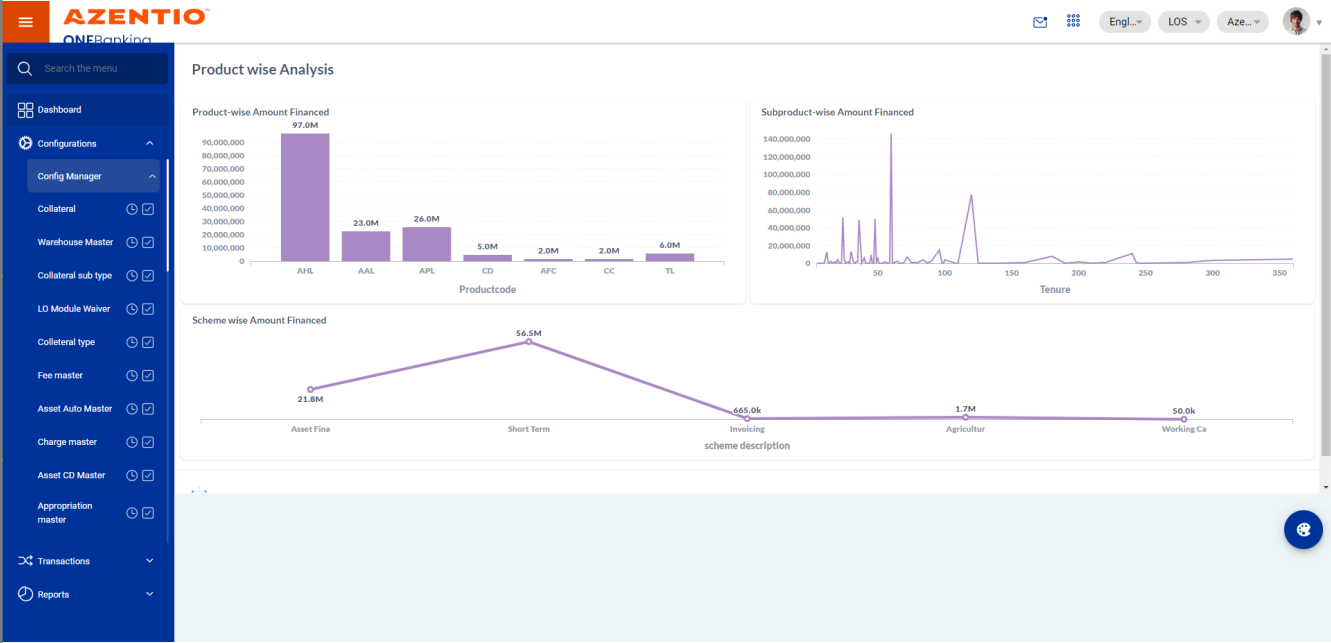 AZENTIO
ONEBanking
Engl...
LOS
Aze...
Search the menu
Dashboard
Configurations
Config Manager
Collateral
Warehouse Master
Collateral sub type
LO Module Waiver
Colleteral type
Fee master
Asset Auto Master
Charge master
Asset CD Master
Appropriation
master
Transactions
Reports
Product wise Analysis
Product-wise Amount Financed
97.0M
90,000,000
80,000,000
70,000,000
60,000,000
50,000,000
40,000,000
30,000,000
20,000,000
10,000,000
0
23.0M
26.0M
5.0M
2.0M
2.0M
6.0M
AHL
AAL
APL
CD
AFC
CC
TL
Productcode
Subproduct-wise Amount Financed
140,000,000
120,000,000
100,000,000
80,000,000
60,000,000
40,000,000
20,000,000
0
50
100
150
200
250
300
350
Tenure
Scheme wise Amount Financed
21.8M
56.5M
665.0k
1.7M
50.0k
Asset Fina
Short Term
Invoicing
Agricultur
Working Ca
scheme description